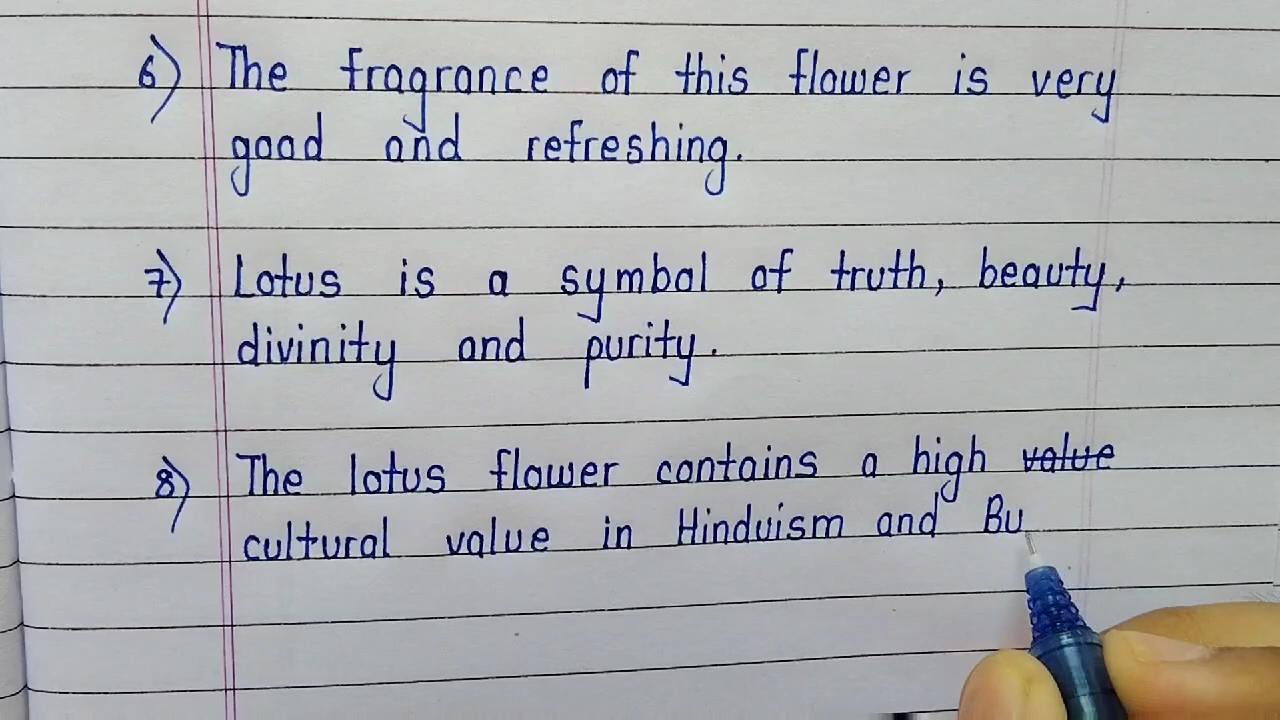 6) The fragrance of this flower is very
good and refreshing.
7) Lotus is a symbol of truth, beauty,
divinity and purity.
8) The lotus flower contains a high value
cultural value in Hinduism and Bu